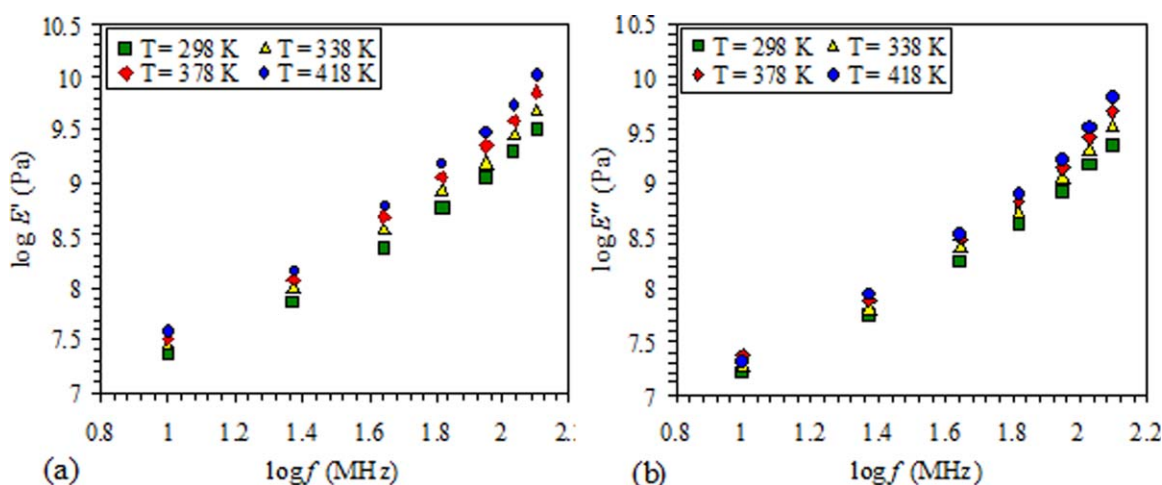 10.5
10
9.5
9
8.5
8
7.5
7
log E' (Pa)
T = 298 K
T = 338 K
T = 378 K
T = 418 K
0.8 1 1.2 1.4 1.6 1.8 2 2.
(a)
log f (MHz)
10.5
10
9.5
9
8.5
8
7.5
7
log E" (Pa)
T = 298 K
T = 338 K
T = 378 K
T = 418 K
0.8 1 1.2 1.4 1.6 1.8 2 2.2
(b)
log f (MHz)